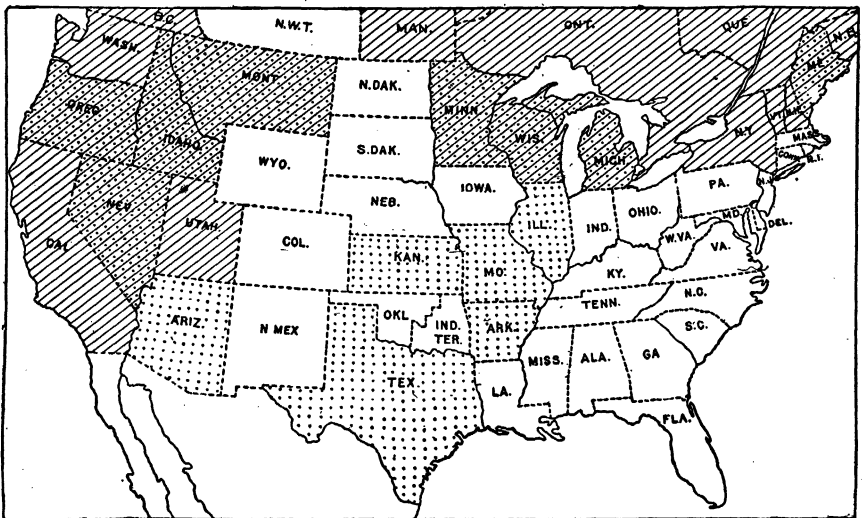 B.C.
N.W.T.
MAN.
ONT.
QUE
N.B.
WASH.
MONT.
N.DAK.
MINN.
ME.
OREG.
IDAHO.
WYO.
S.DAK.
WIS.
MICH.
N.Y.
VT.
N.H.
MASS.
CONN.
R.I.
CAL.
NEV.
UTAH.
COL.
NEB.
IOWA.
ILL.
IND.
OHIO.
PA.
N.J.
MD.
DEL.
W.VA.
VA.
KAN.
MO.
KY.
ARIZ.
N MEX
OKL
IND.
TER.
ARK.
TENN.
N.C.
S.C.
TEX.
LA.
MISS.
ALA.
GA
FLA.